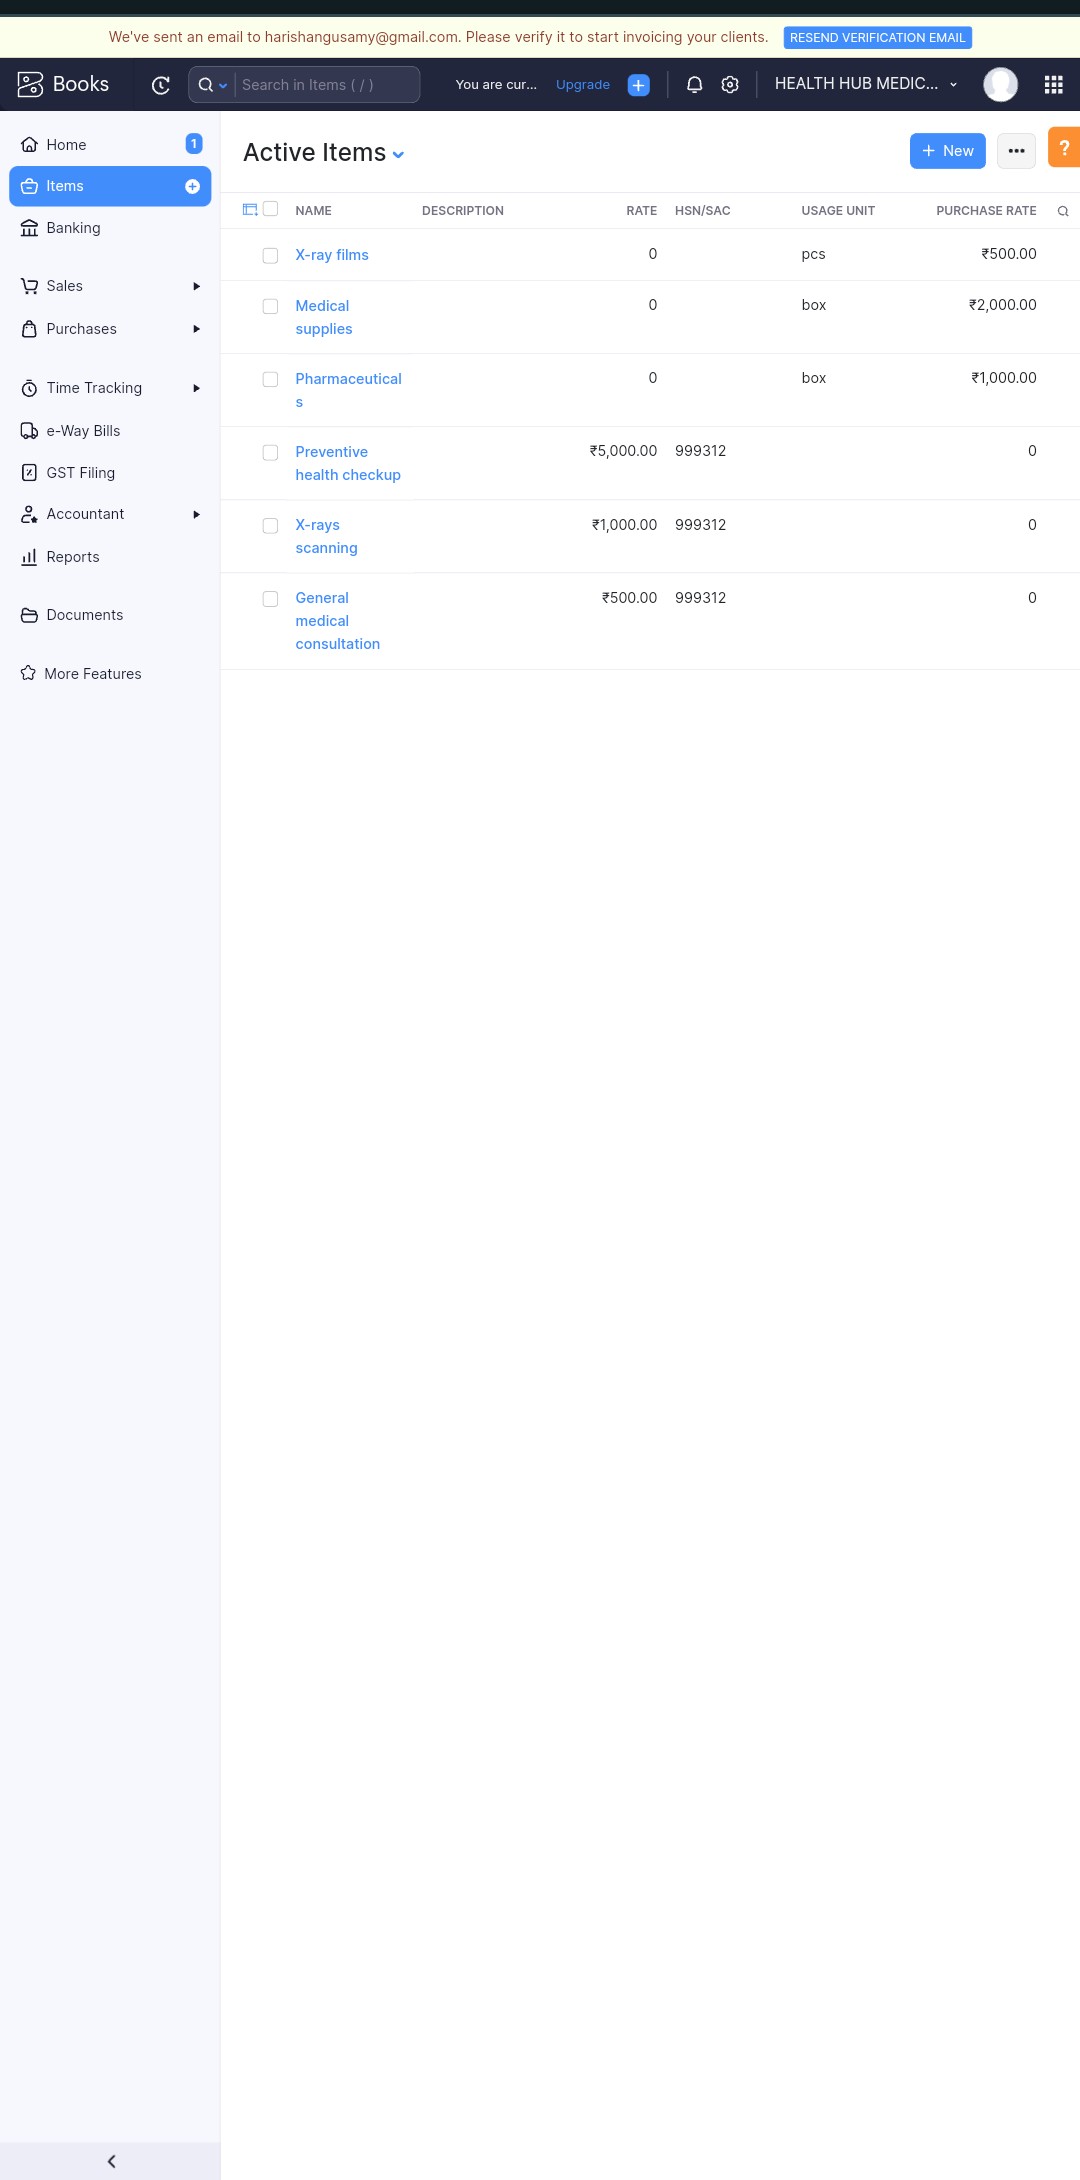 We've sent an email to harishangusamy@gmail.com. Please verify it to start invoicing your clients. RESEND VERIFICATION EMAIL
Books Search in Items ( / ) You are cur... Upgrade HEALTH HUB MEDIC...
Home 1
Items
Banking
Sales
Purchases
Time Tracking
e-Way Bills
GST Filing
Accountant
Reports
Documents
More Features
Active Items + New ••• ?
NAME DESCRIPTION RATE HSN/SAC USAGE UNIT PURCHASE RATE
X-ray films 0 pcs ₹500.00
Medical 0 box ₹2,000.00
supplies
Pharmaceutical 0 box ₹1,000.00
s
Preventive ₹5,000.00 999312 0
health checkup
X-rays ₹1,000.00 999312 0
scanning
General ₹500.00 999312 0
medical
consultation